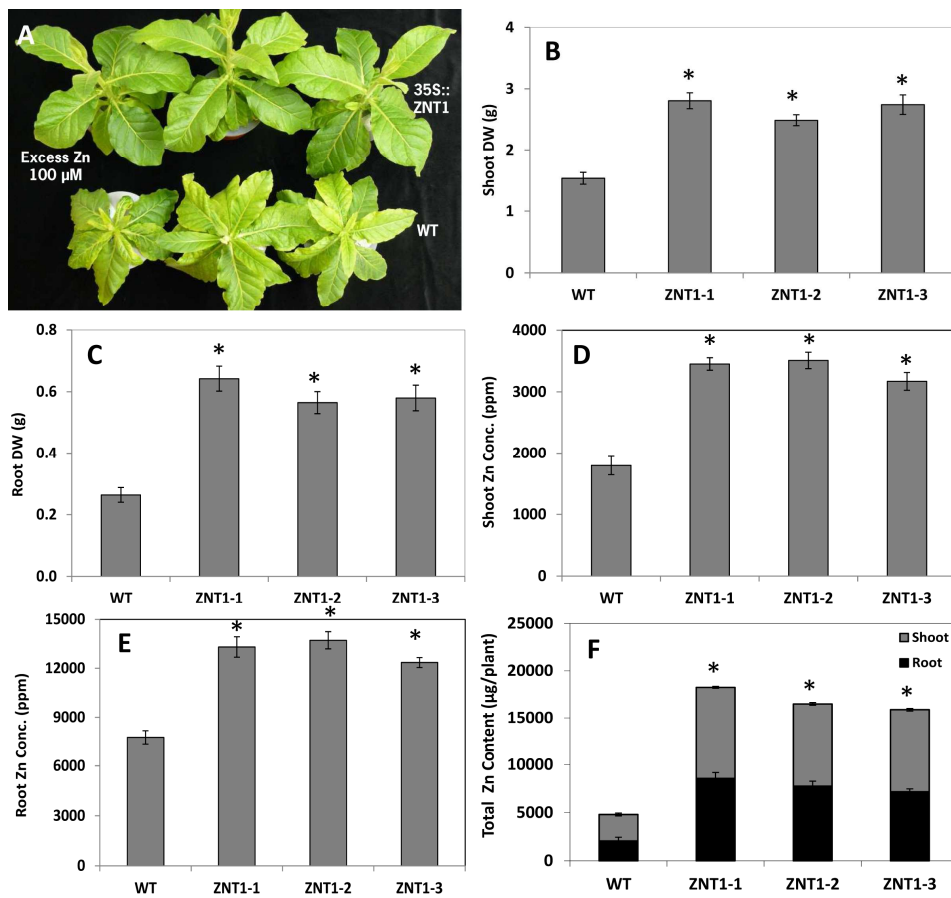 A
35S::
ZNT1
Excess Zn
100 µM
WT
B
Shoot DW (g)
4
3
2
1
0
*
*
*
WT ZNT1-1 ZNT1-2 ZNT1-3
C
Root DW (g)
0.8
0.6
0.4
0.2
0.0
*
*
*
WT ZNT1-1 ZNT1-2 ZNT1-3
D
Shoot Zn Conc. (ppm)
4000
3000
2000
1000
0
*
*
*
WT ZNT1-1 ZNT1-2 ZNT1-3
E
Root Zn Conc. (ppm)
15000
12000
9000
6000
3000
0
*
*
*
WT ZNT1-1 ZNT1-2 ZNT1-3
F
Total Zn Content (µg/plant)
25000
20000
15000
10000
5000
0
Shoot
Root
*
*
*
WT ZNT1-1 ZNT1-2 ZNT1-3